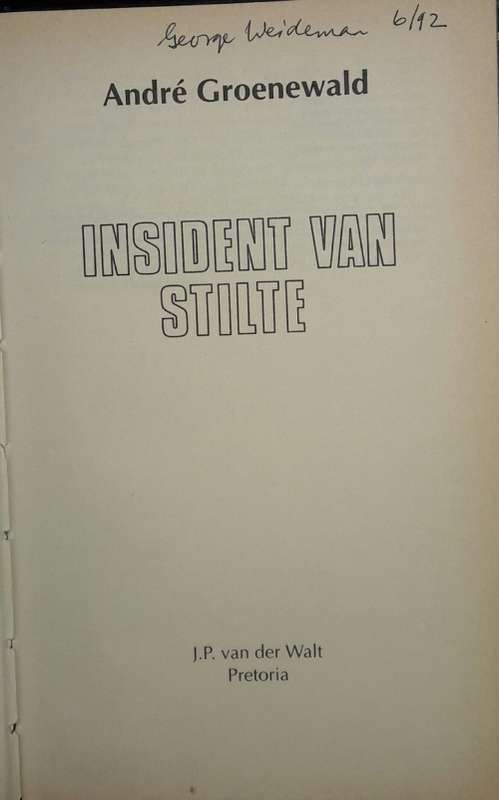 George Weideman 6/92
André Groenewald
INSIDENT VAN
STILTE
J.P. van der Walt
Pretoria